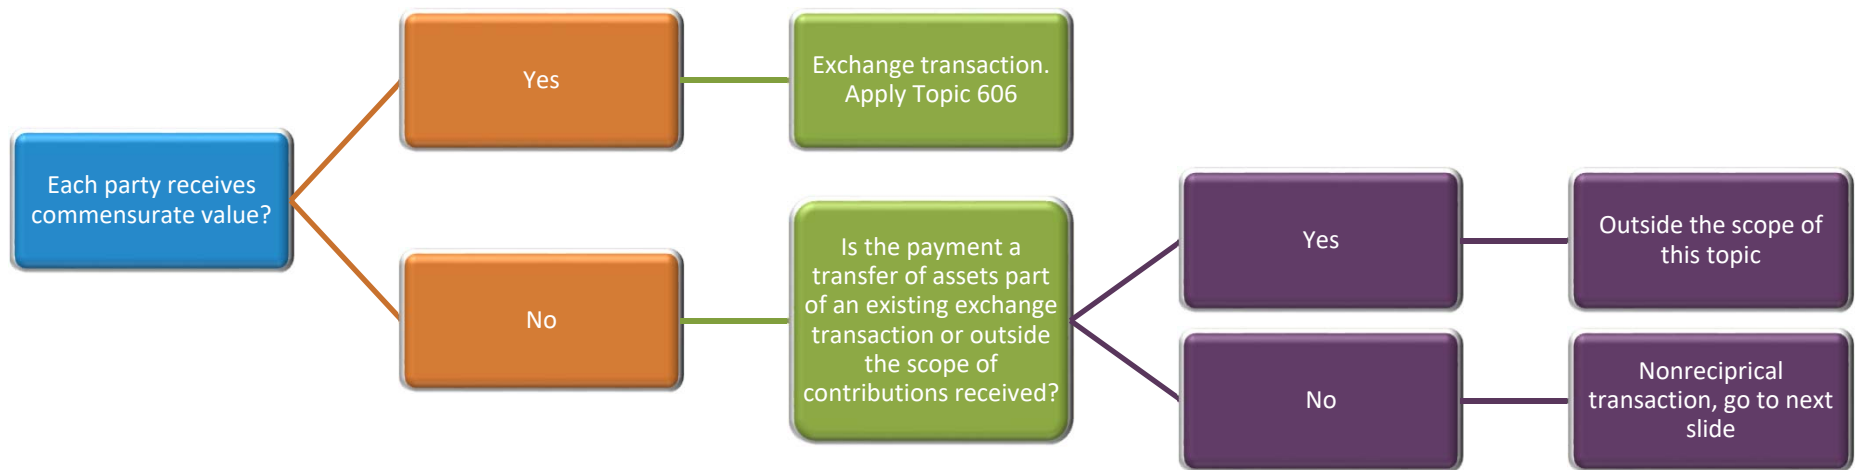 Each party receives
commensurate value?
Yes
Exchange transaction.
Apply Topic 606
No
Is the payment a
transfer of assets part
of an existing exchange
transaction or outside
the scope of
contributions received?
Yes
Outside the scope of
this topic
No
Nonreciprical
transaction, go to next
slide